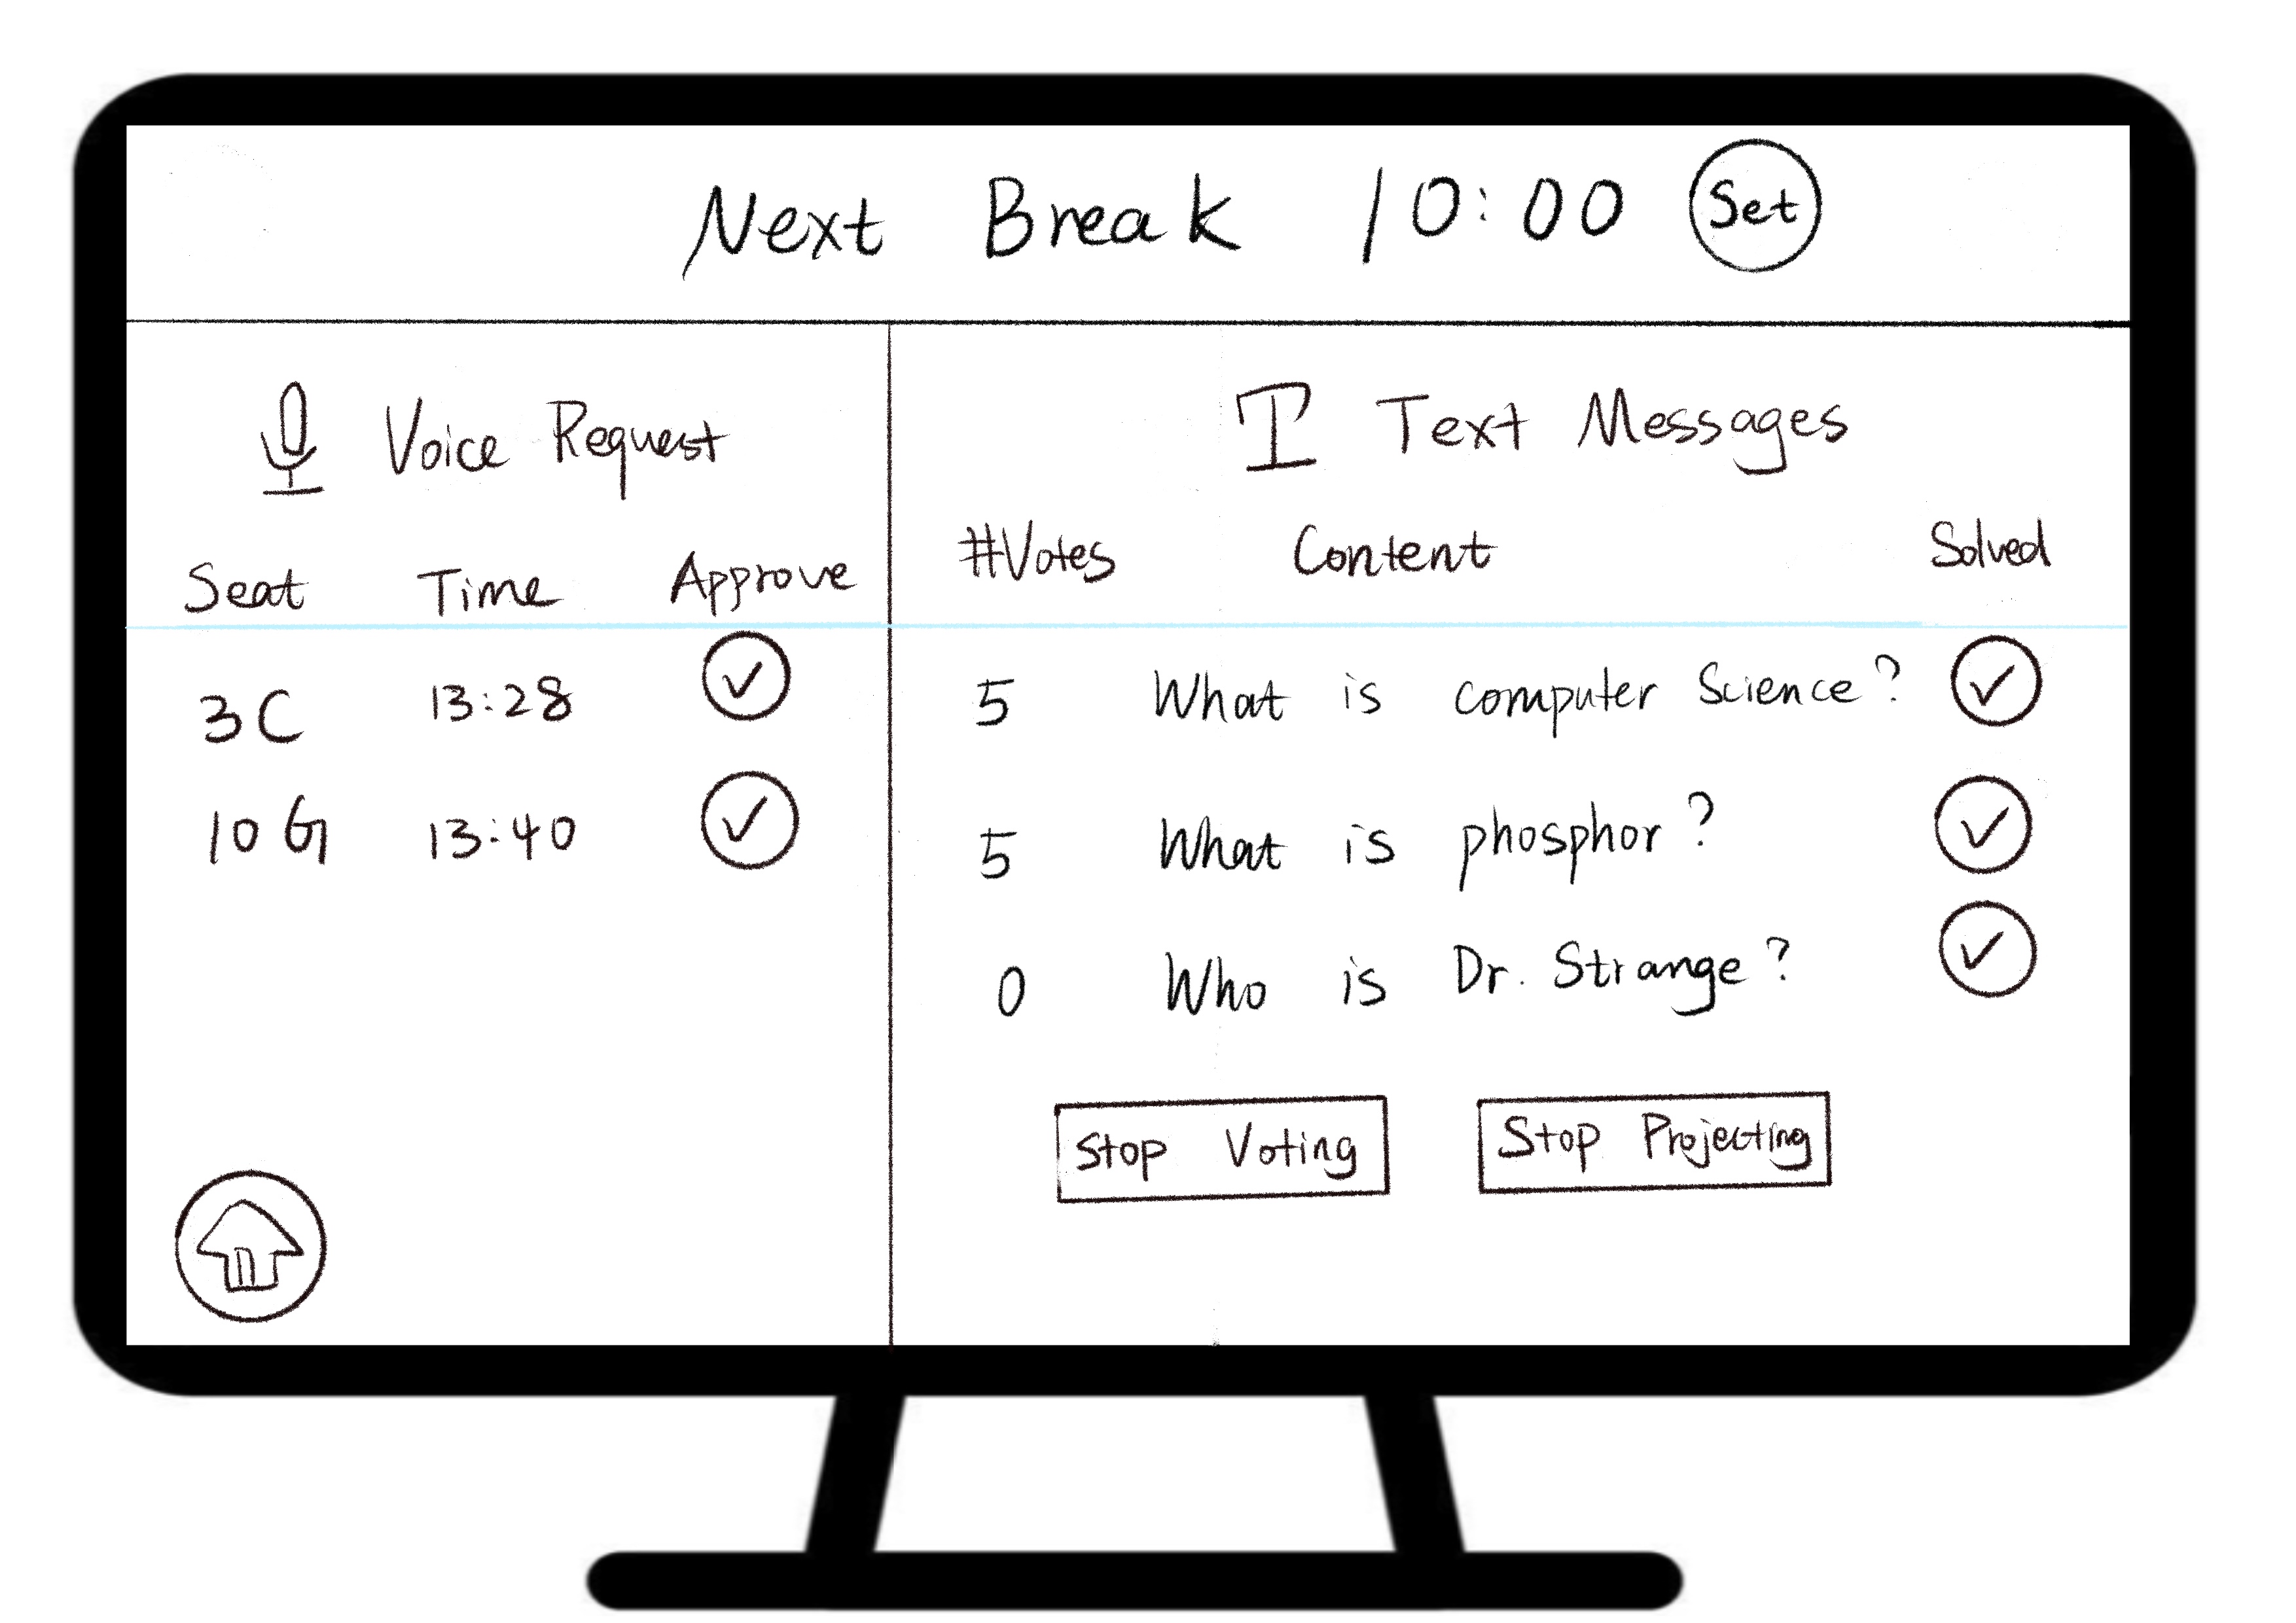 Next Break 10:00 Set
Voice Request
Seat Time Approve
3C 13:28
10G 13:40
Text Messages
#Votes Content Solved
5 What is computer Science?
5 What is phosphor?
0 Who is Dr. Strange?
Stop Voting Stop Projecting